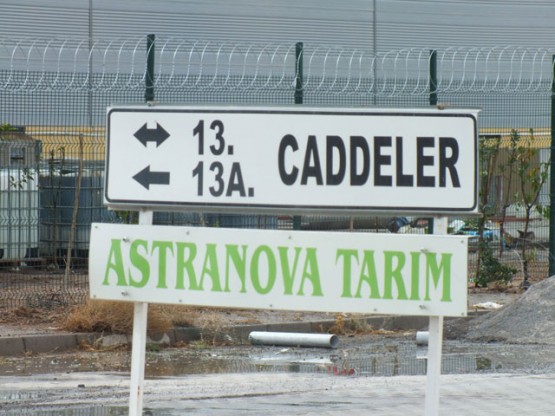 ↔ 13.
← 13A.
CADDELER
ASTRANOVA TARIM